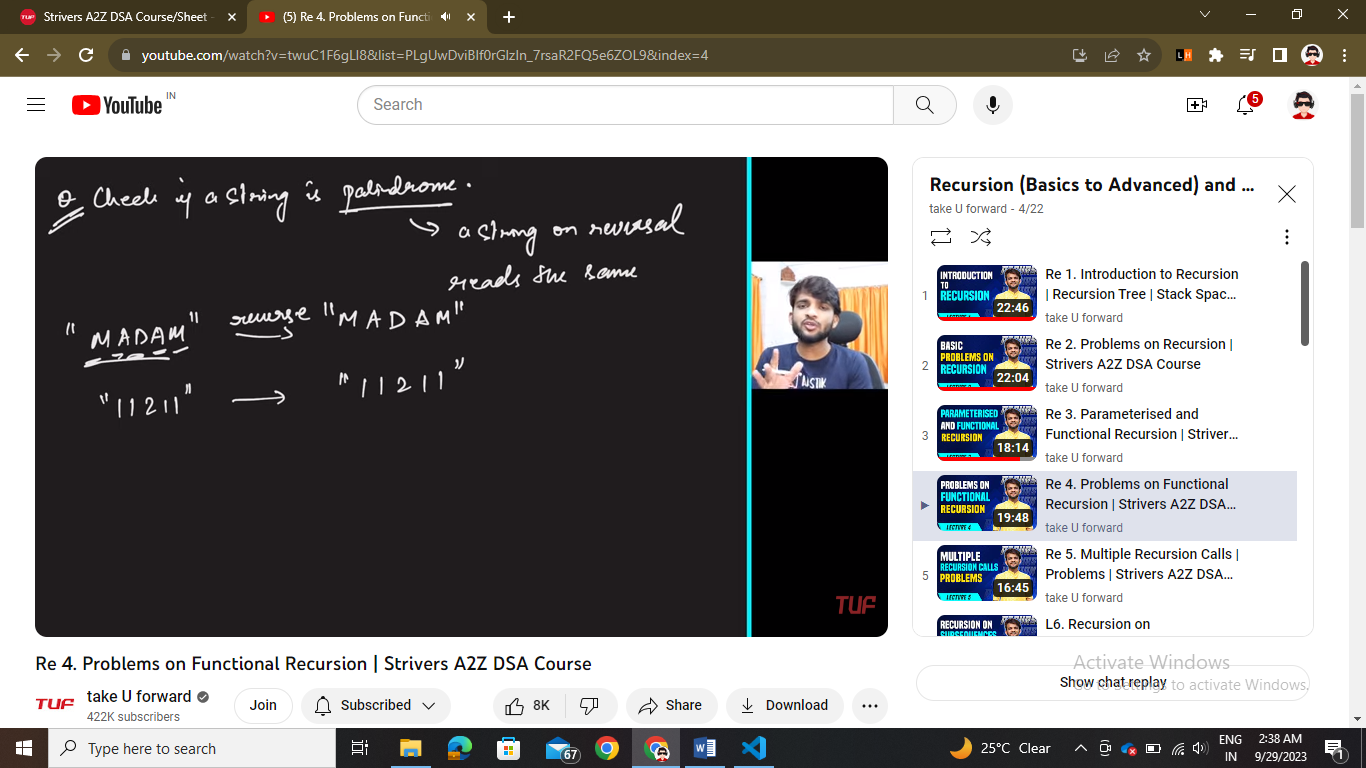 Strivers A2Z DSA Course/Sheet -
(5) Re 4. Problems on Functi
youtube.com/watch?v=twuC1F6gLI8&list=PLgUwDviBIf0rGlzIn_7rsaR2FQ5e6ZOL9&index=4
YouTube IN
Search
5
Q Check if a string is palindrome.
→ a string on reversal
reads the same
"MADAM" reverse → "MADAM"
"11211" → "11211"
TUF
Re 4. Problems on Functional Recursion | Strivers A2Z DSA Course
TUF
take U forward
422K subscribers
Join
Subscribed
8K
Share
Download
Recursion (Basics to Advanced) and ...
take U forward - 4/22
1
INTRODUCTION
TO
RECURSION
22:46
Re 1. Introduction to Recursion
| Recursion Tree | Stack Spac...
take U forward
2
BASIC
PROBLEMS ON
RECURSION
22:04
Re 2. Problems on Recursion |
Strivers A2Z DSA Course
take U forward
3
PARAMETERISED
AND FUNCTIONAL
RECURSION
18:14
Re 3. Parameterised and
Functional Recursion | Striver...
take U forward
PROBLEMS ON
FUNCTIONAL
RECURSION
LECTURE 4
19:48
Re 4. Problems on Functional
Recursion | Strivers A2Z DSA...
take U forward
5
MULTIPLE
RECURSION CALLS
PROBLEMS
LECTURE 5
16:45
Re 5. Multiple Recursion Calls |
Problems | Strivers A2Z DSA...
take U forward
RECURSION ON
SUBSEQUENCES
L6. Recursion on
Show chat replay
Activate Windows
Go to Settings to activate Windows.
Type here to search
67
25°C Clear
ENG
IN
2:38 AM
9/29/2023
1